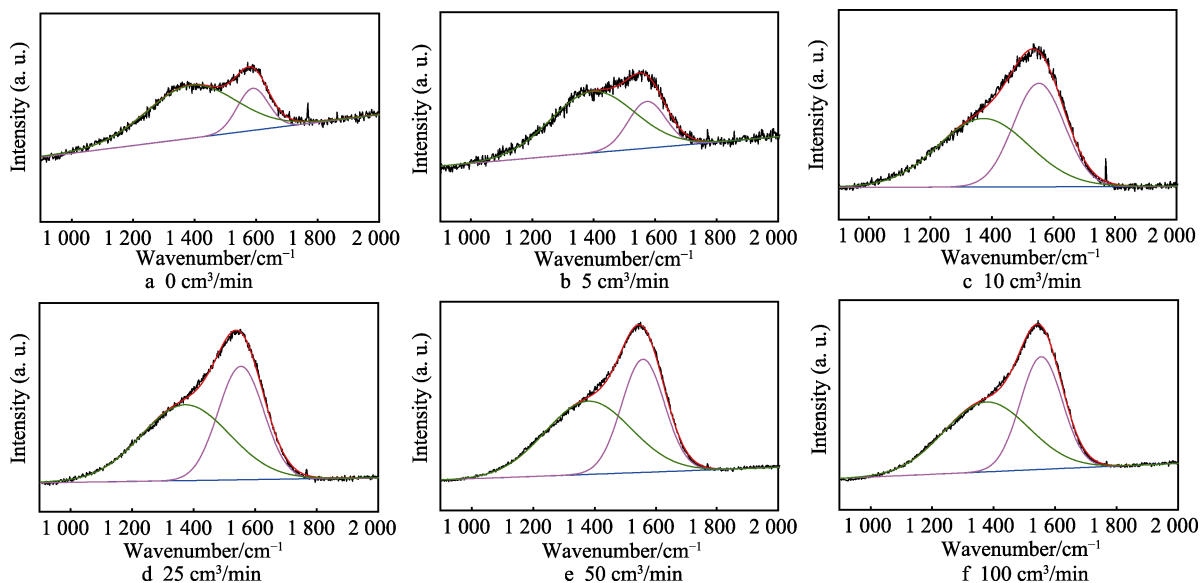 Intensity (a. u.)
1 000 1 200 1 400 1 600 1 800 2 000
Wavenumber/cm⁻¹
a 0 cm³/min
Intensity (a. u.)
1 000 1 200 1 400 1 600 1 800 2 000
Wavenumber/cm⁻¹
b 5 cm³/min
Intensity (a. u.)
1 000 1 200 1 400 1 600 1 800 2 000
Wavenumber/cm⁻¹
c 10 cm³/min
Intensity (a. u.)
1 000 1 200 1 400 1 600 1 800 2 000
Wavenumber/cm⁻¹
d 25 cm³/min
Intensity (a. u.)
1 000 1 200 1 400 1 600 1 800 2 000
Wavenumber/cm⁻¹
e 50 cm³/min
Intensity (a. u.)
1 000 1 200 1 400 1 600 1 800 2 000
Wavenumber/cm⁻¹
f 100 cm³/min